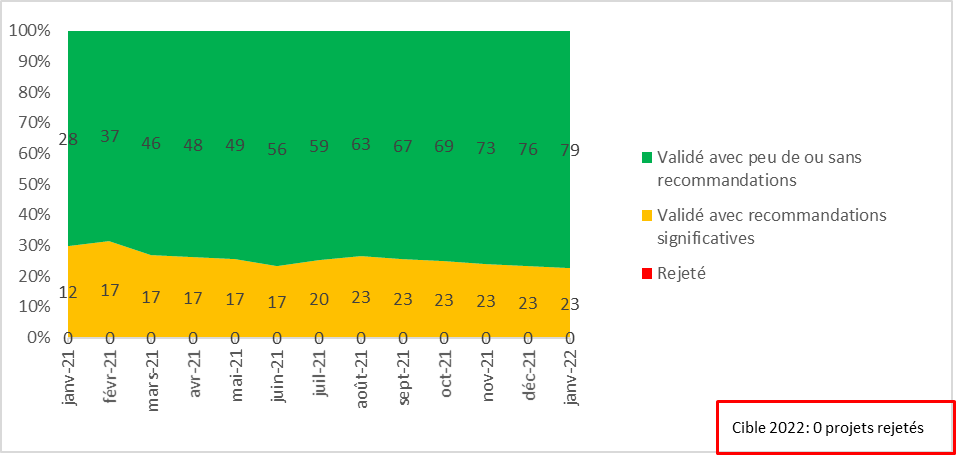 100%
90%
80%
70%
60%
50%
40%
30%
20%
10%
0%
28 37 46 48 49 56 59 63 67 69 73 76 79
12 17 17 17 17 17 20 23 23 23 23 23 23
0 0 0 0 0 0 0 0 0 0 0 0 0
janv-21 févr-21 mars-21 avr-21 mai-21 juin-21 juil-21 août-21 sept-21 oct-21 nov-21 déc-21 janv-22
Validé avec peu de ou sans
recommandations
Validé avec recommandations
significatives
Rejeté
Cible 2022: 0 projets rejetés